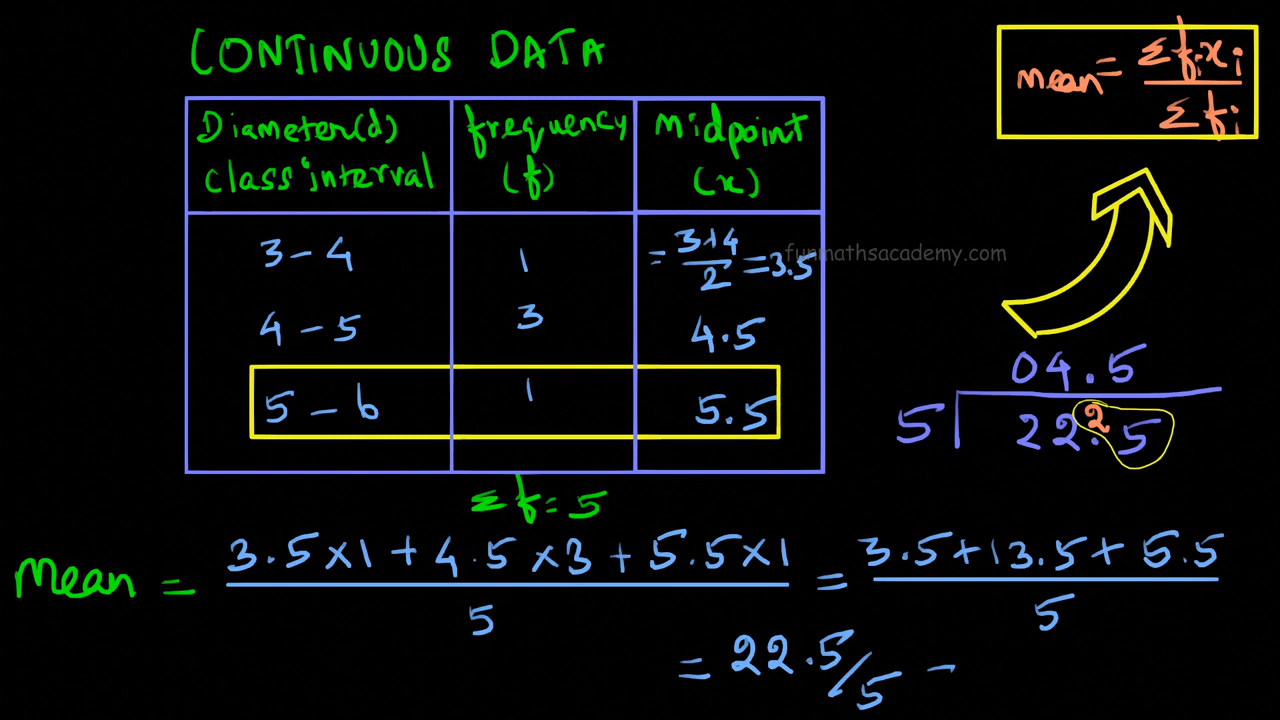 CONTINUOUS DATA
mean = Σfᵢxᵢ / Σfᵢ
Diameter(d) class interval | frequency (f) | Midpoint (x)
3 – 4 | 1 | = 3+4 / 2 = 3.5
funmathsacademy.com
4 – 5 | 3 | 4.5
5 – 6 | 1 | 5.5
04.5
5 22.²5
Σf = 5
Mean = 3.5×1 + 4.5×3 + 5.5×1 / 5 = 3.5+13.5+5.5 / 5
= 22.5/5 =